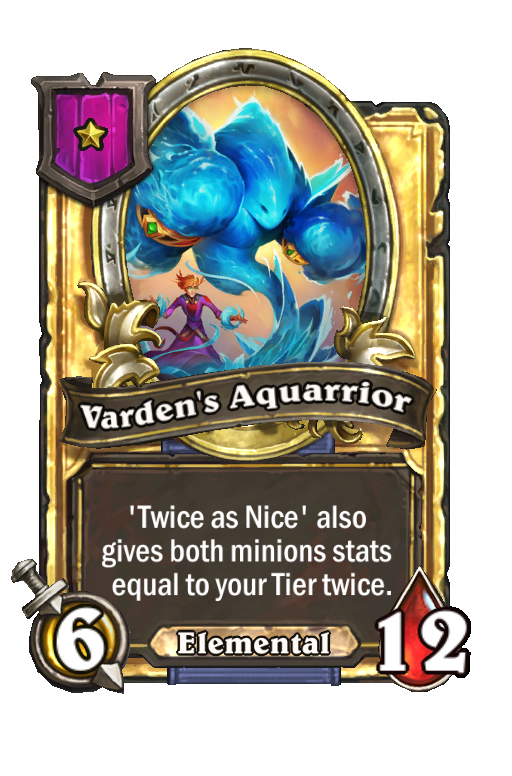 Varden's Aquarrior
'Twice as Nice' also
gives both minions stats
equal to your Tier twice.
6
Elemental
12